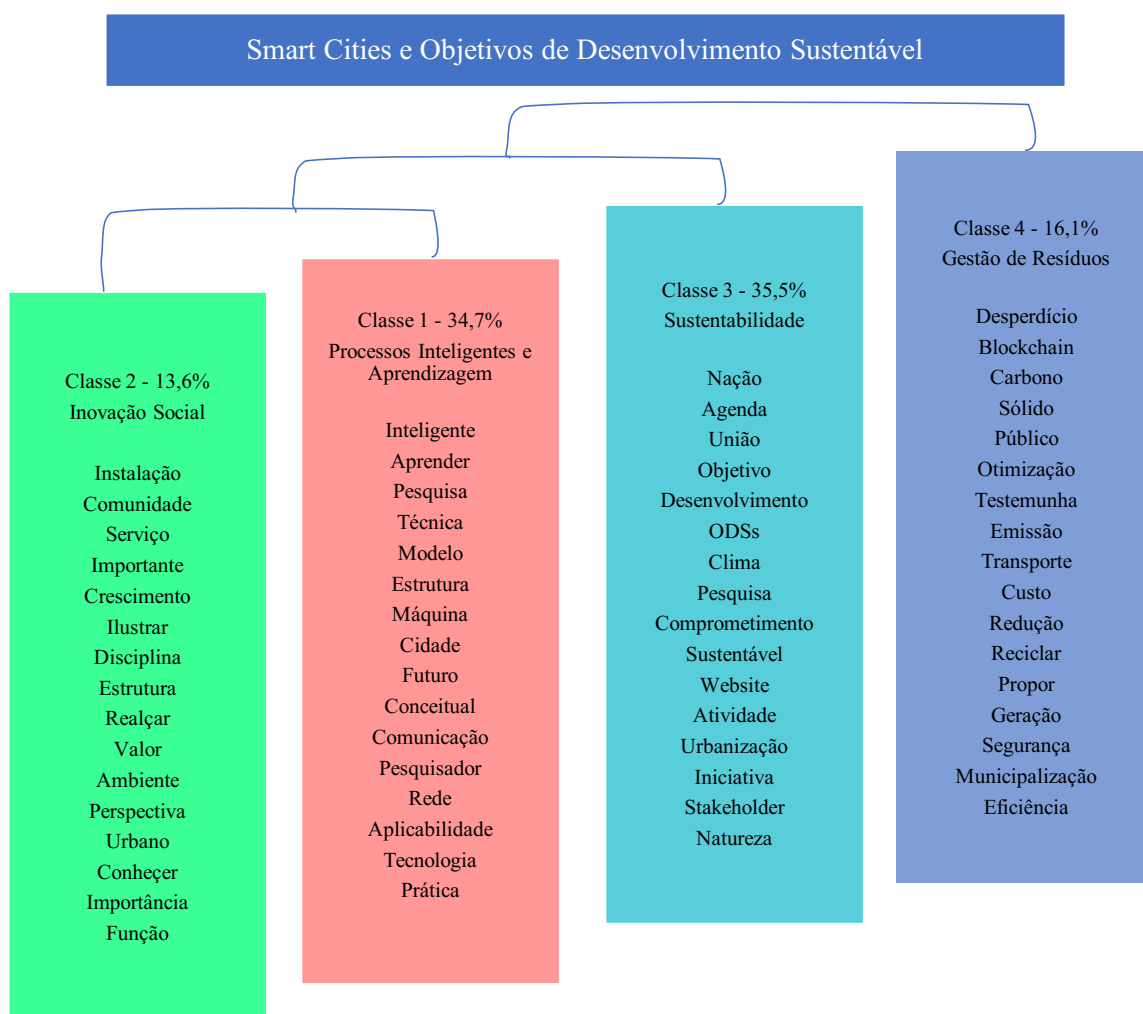 Smart Cities e Objetivos de Desenvolvimento Sustentável
Classe 2 - 13,6%
Inovação Social
Instalação
Comunidade
Serviço
Importante
Crescimento
Ilustrar
Disciplina
Estrutura
Realçar
Valor
Ambiente
Perspectiva
Urbano
Conheçer
Importância
Função
Classe 1 - 34,7%
Processos Inteligentes e
Aprendizagem
Inteligente
Aprender
Pesquisa
Técnica
Modelo
Estrutura
Máquina
Cidade
Futuro
Conceitual
Comunicação
Pesquisador
Rede
Aplicabilidade
Tecnologia
Prática
Classe 3 - 35,5%
Sustentabilidade
Nação
Agenda
União
Objetivo
Desenvolvimento
ODSs
Clima
Pesquisa
Comprometimento
Sustentável
Website
Atividade
Urbanização
Iniciativa
Stakeholder
Natureza
Classe 4 - 16,1%
Gestão de Resíduos
Desperdício
Blockchain
Carbono
Sólido
Público
Otimização
Testemunha
Emissão
Transporte
Custo
Redução
Reciclar
Propor
Geração
Segurança
Municipalização
Eficiência